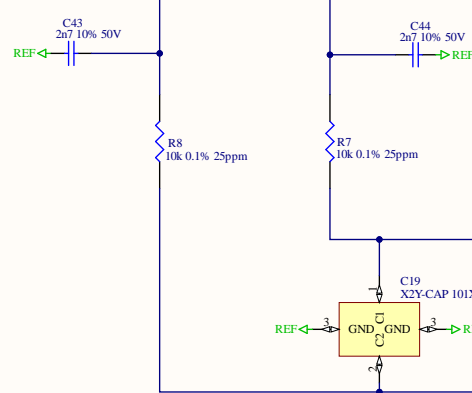 C43
2n7 10% 50V
REF
C44
2n7 10% 50V
REF
R8
10k 0.1% 25ppm
R7
10k 0.1% 25ppm
C19
X2Y-CAP 101X
1
REF
3
GND
C1
C2
GND
3
R
2